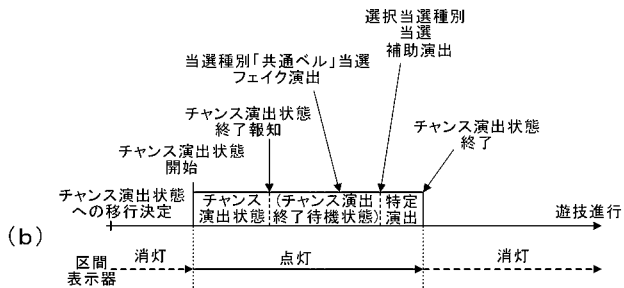 選択当選種別
当選
補助演出
当選種別「共通ベル」当選
フェイク演出
チャンス演出状態
終了報知
チャンス演出状態
終了
チャンス演出状態
開始
チャンス演出状態
への移行決定
チャンス
演出状態
(チャンス演出
終了待機状態)
特定
演出
遊技進行
(b)
区間
表示器
消灯
点灯
消灯